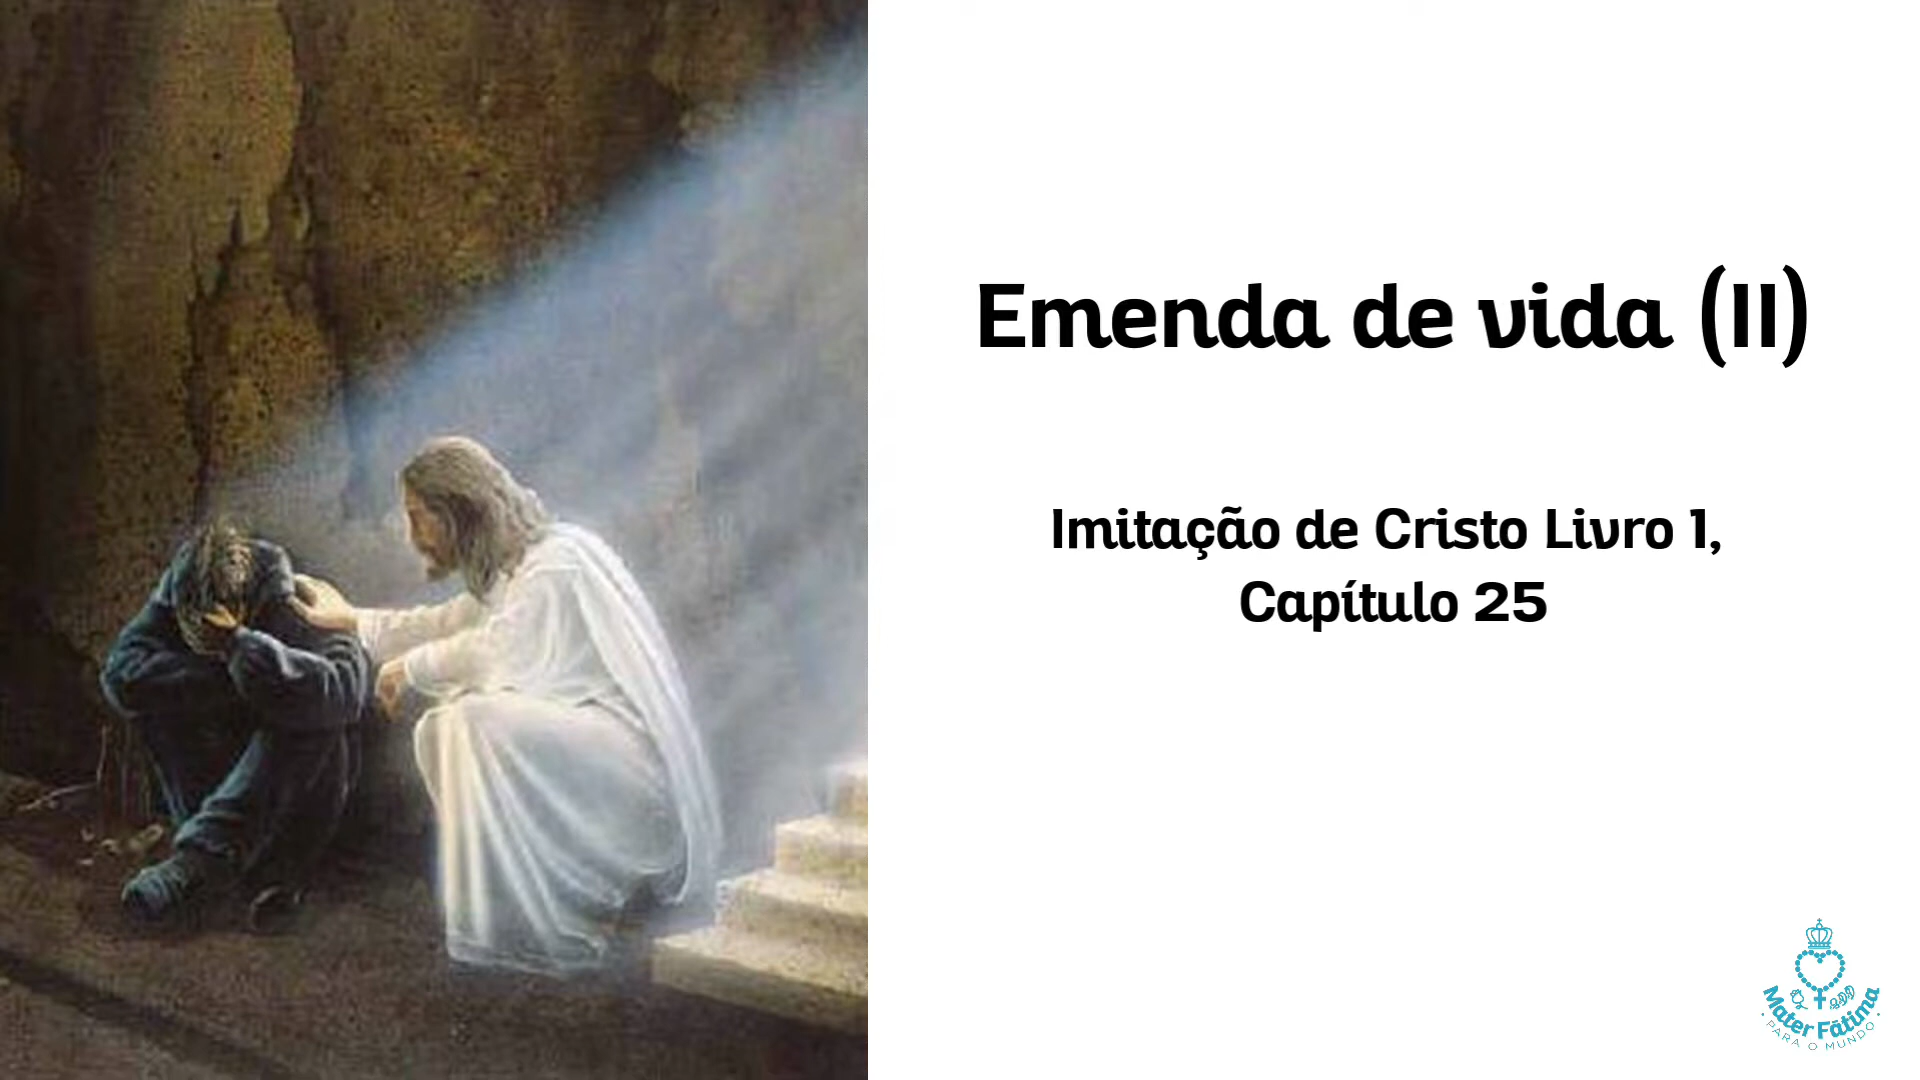 Emenda de vida (II)
Imitação de Cristo Livro 1,
Capítulo 25
Mater Fátima
• PARA O MUNDO •